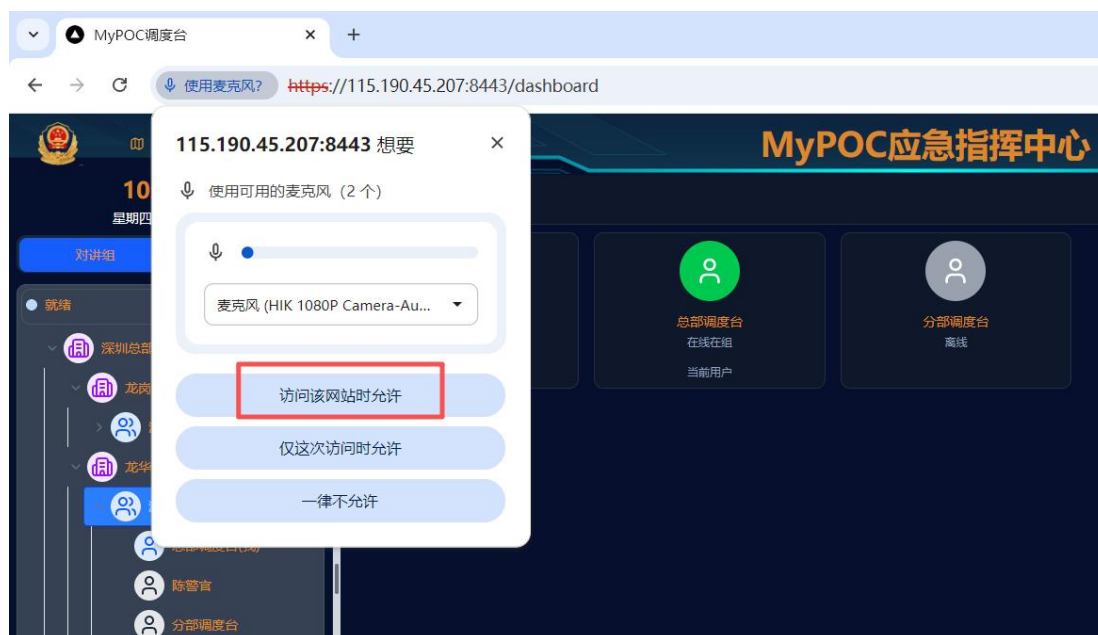 MyPOC调度台
使用麦克风?
https://115.190.45.207:8443/dashboard
MyPOC应急指挥中心
115.190.45.207:8443 想要
使用可用的麦克风 (2 个)
麦克风 (HIK 1080P Camera-Au...
访问该网站时允许
仅这次访问时允许
一律不允许
10
星期四
对讲组
就绪
深圳总部
龙岗
龙华
陈警官
分部调度台
总部调度台
在线在组
当前用户
分部调度台
离线